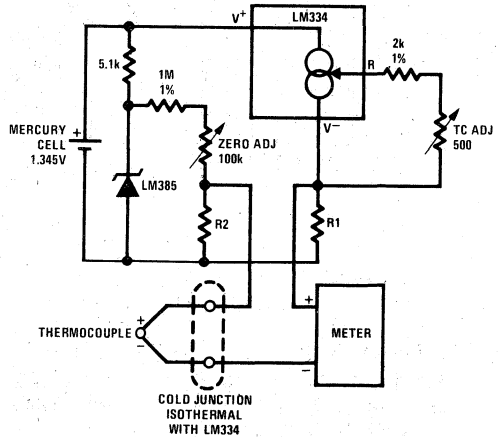 V+
LM334
5.1k
1M
1%
R
2k
1%
MERCURY
CELL
1.345V
+
ZERO ADJ
100k
V−
TC ADJ
500
LM385
R2
R1
+
THERMOCOUPLE
+
−
METER
−
COLD JUNCTION
ISOTHERMAL
WITH LM334